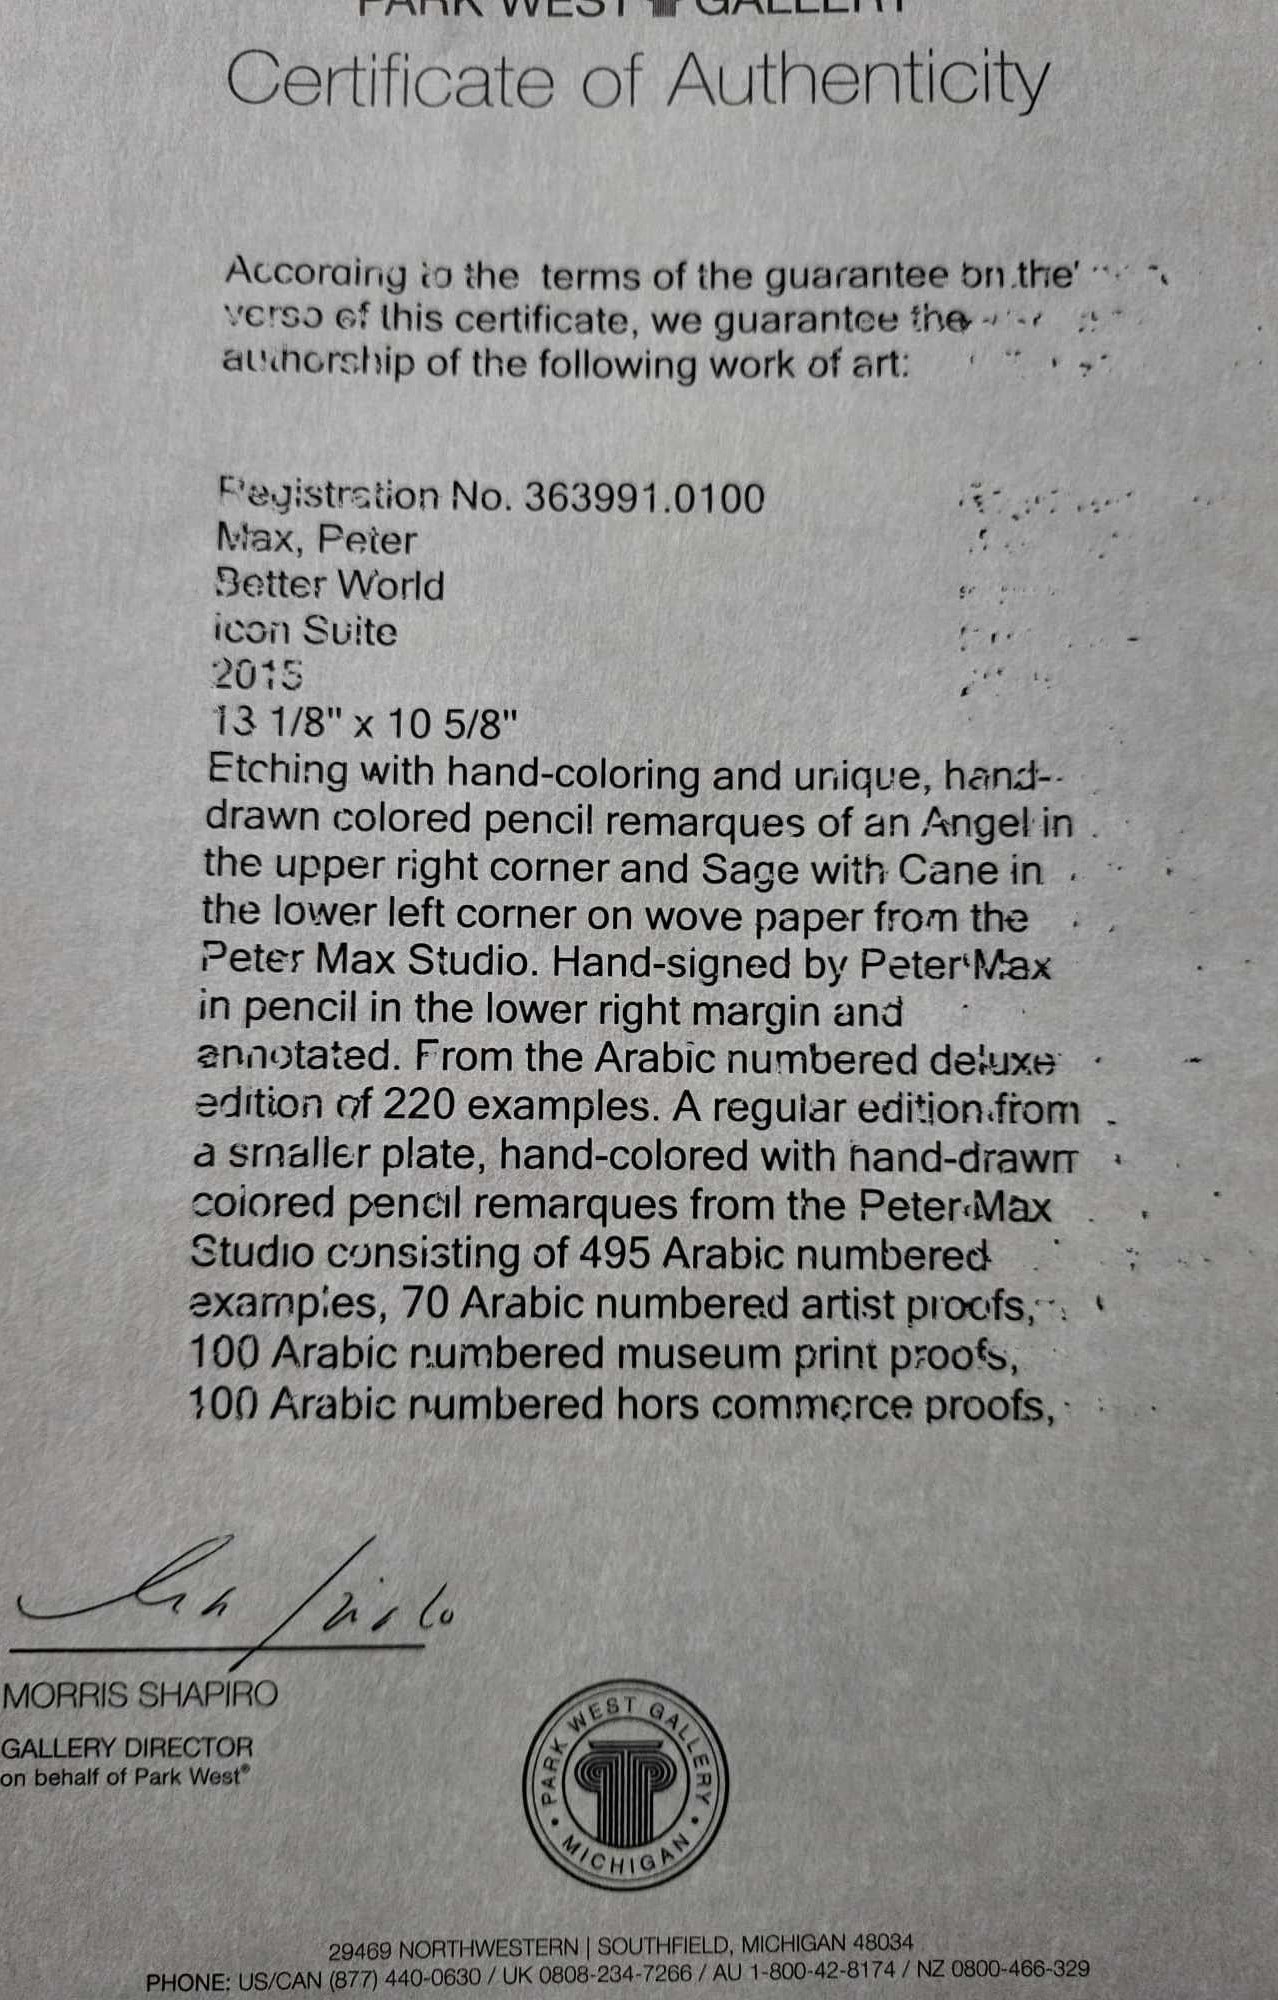 PARK WEST GALLERY
Certificate of Authenticity
According to the terms of the guarantee on the
verso of this certificate, we guarantee the
authorship of the following work of art:
Registration No. 363991.0100
Max, Peter
Better World
icon Suite
2015
13 1/8" x 10 5/8"
Etching with hand-coloring and unique, hand-
drawn colored pencil remarques of an Angel in
the upper right corner and Sage with Cane in
the lower left corner on wove paper from the
Peter Max Studio. Hand-signed by Peter Max
in pencil in the lower right margin and
annotated. From the Arabic numbered deluxe
edition of 220 examples. A regular edition from
a smaller plate, hand-colored with hand-drawn
colored pencil remarques from the Peter Max
Studio consisting of 495 Arabic numbered
examples, 70 Arabic numbered artist proofs,
100 Arabic numbered museum print proofs,
100 Arabic numbered hors commerce proofs,
MORRIS SHAPIRO
GALLERY DIRECTOR
on behalf of Park West®
PARK WEST GALLERY
• MICHIGAN •
29469 NORTHWESTERN | SOUTHFIELD, MICHIGAN 48034
PHONE: US/CAN (877) 440-0630 / UK 0808-234-7266 / AU 1-800-42-8174 / NZ 0800-466-329